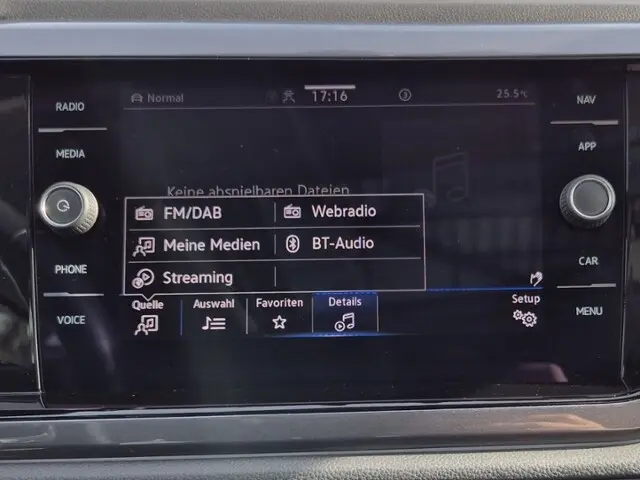 RADIO
MEDIA
PHONE
VOICE
Normal
17:16
3
25.5°C
Keine abspielbaren Dateien
FM/DAB
Webradio
Meine Medien
BT-Audio
Streaming
Quelle
Auswahl
Favoriten
Details
Setup
NAV
APP
CAR
MENU